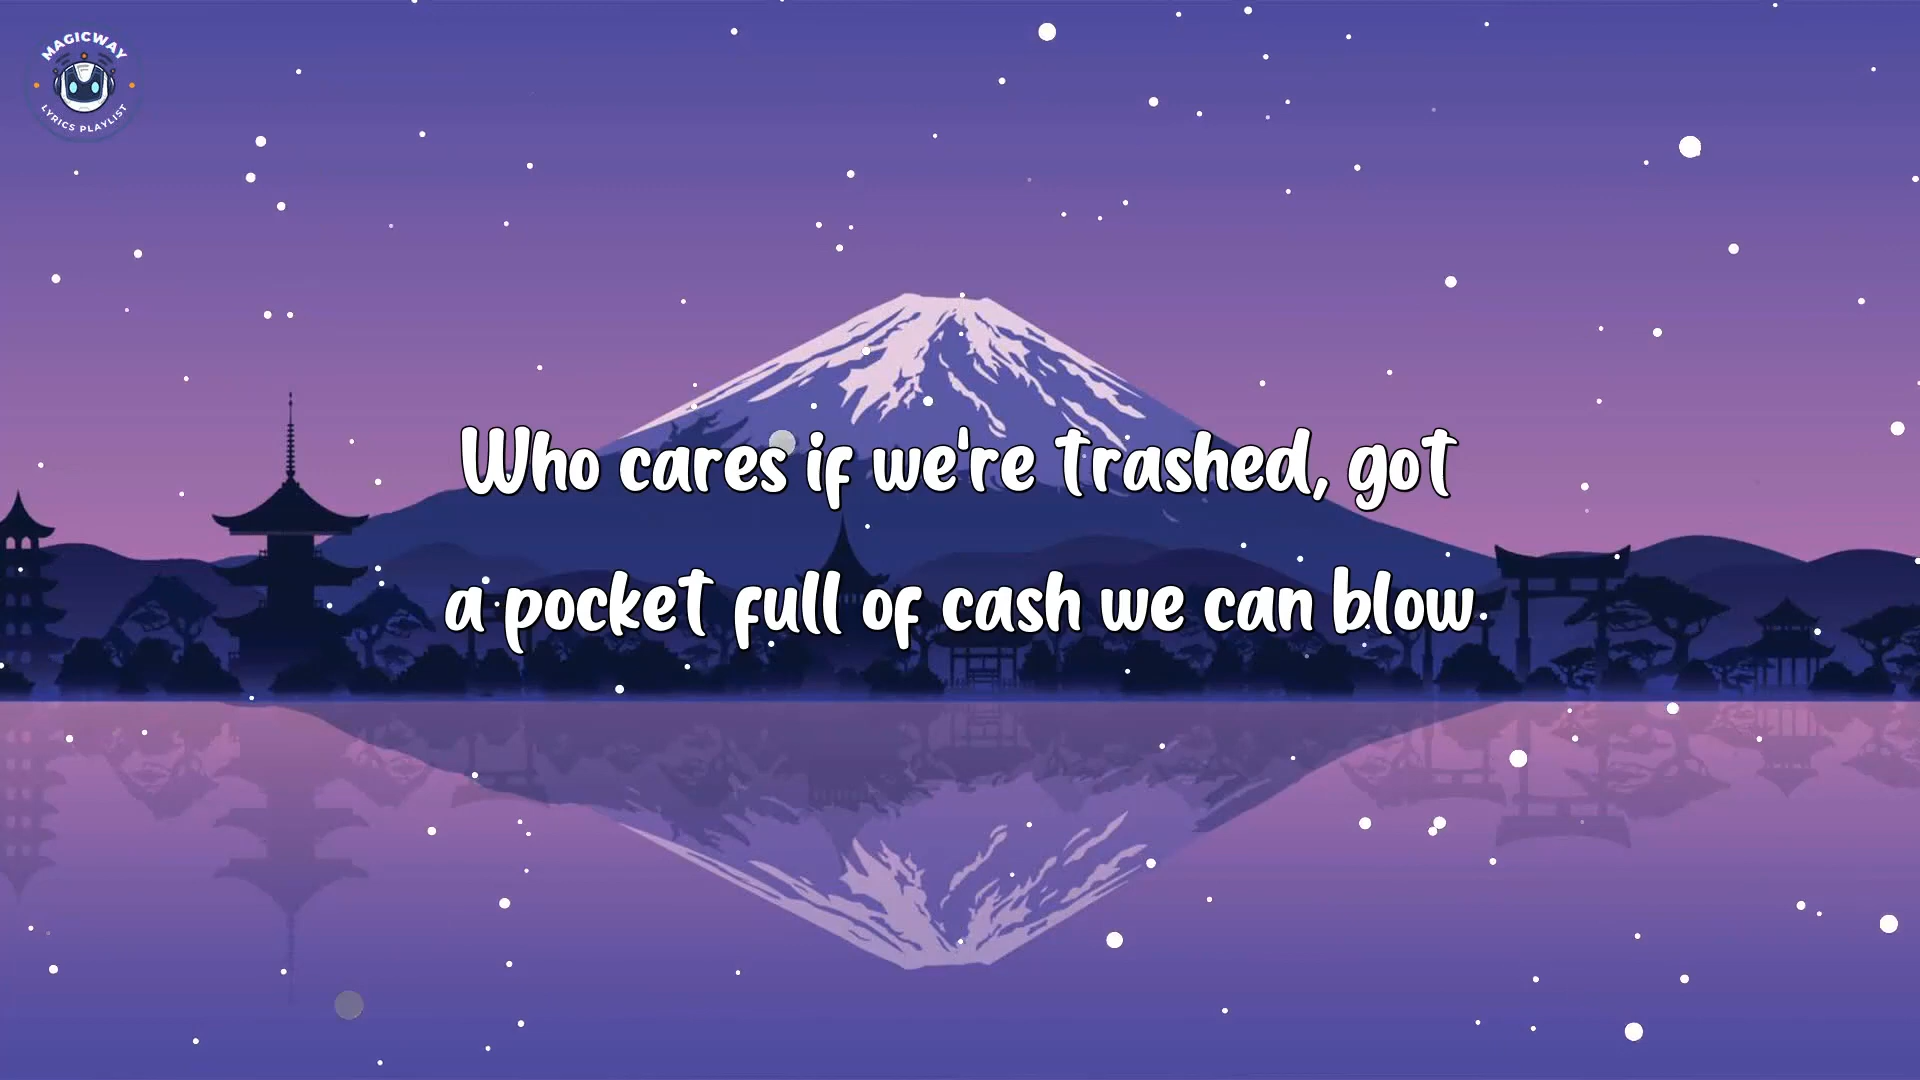 MAGICWAY
LYRICS PLAYLIST
Who cares if we're trashed, got
a pocket full of cash we can blow